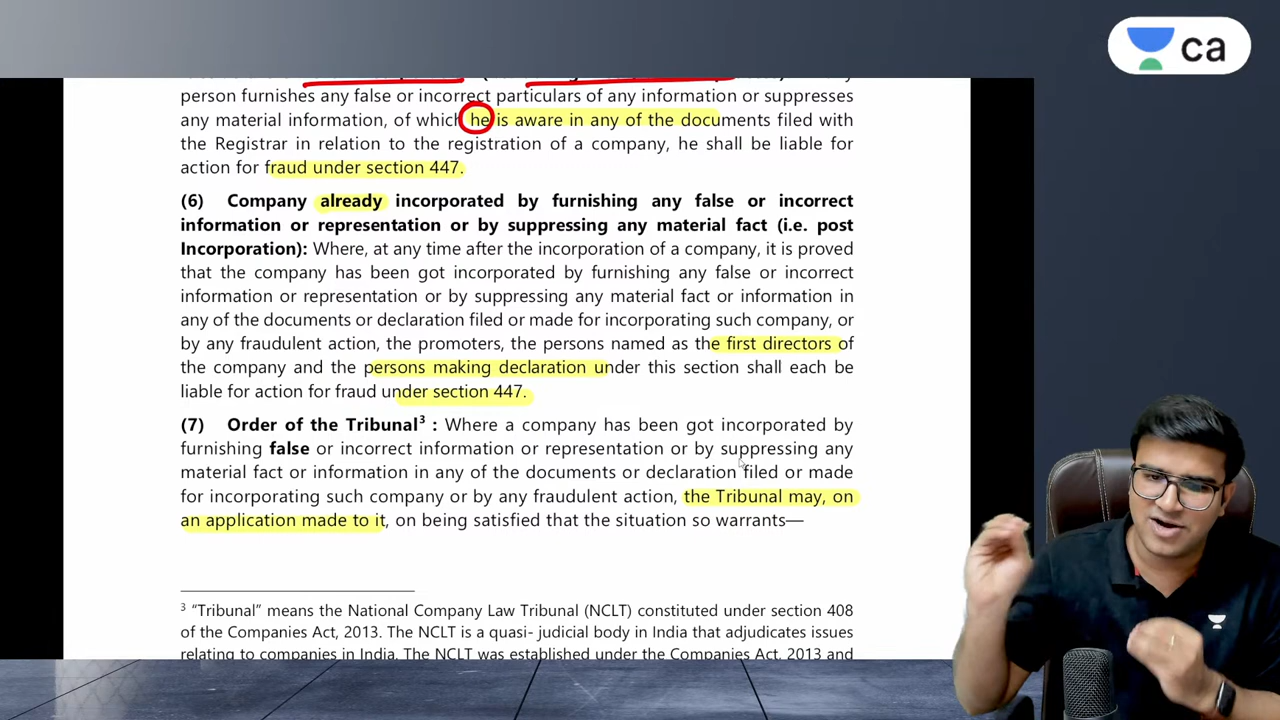 ca
person furnishes any false or incorrect particulars of any information or suppresses
any material information, of which he is aware in any of the documents filed with
the Registrar in relation to the registration of a company, he shall be liable for
action for fraud under section 447.
(6) Company already incorporated by furnishing any false or incorrect
information or representation or by suppressing any material fact (i.e. post
Incorporation): Where, at any time after the incorporation of a company, it is proved
that the company has been got incorporated by furnishing any false or incorrect
information or representation or by suppressing any material fact or information in
any of the documents or declaration filed or made for incorporating such company, or
by any fraudulent action, the promoters, the persons named as the first directors of
the company and the persons making declaration under this section shall each be
liable for action for fraud under section 447.
(7) Order of the Tribunal3 : Where a company has been got incorporated by
furnishing false or incorrect information or representation or by suppressing any
material fact or information in any of the documents or declaration filed or made
for incorporating such company or by any fraudulent action, the Tribunal may, on
an application made to it, on being satisfied that the situation so warrants—
3 “Tribunal” means the National Company Law Tribunal (NCLT) constituted under section 408
of the Companies Act, 2013. The NCLT is a quasi- judicial body in India that adjudicates issues
relating to companies in India. The NCLT was established under the Companies Act, 2013 and